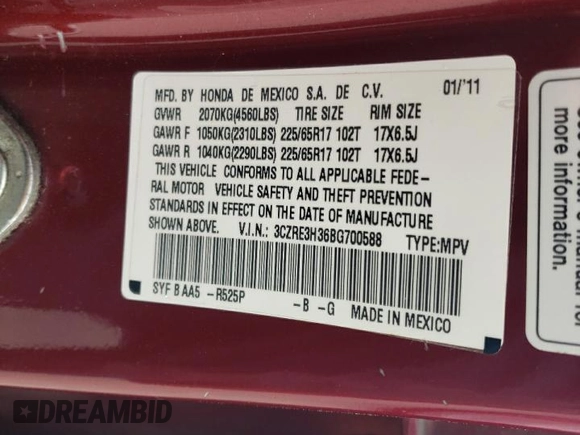 MFD. BY HONDA DE MEXICO S.A. DE C.V. 01/'11
GVWR 2070KG(4560LBS) TIRE SIZE RIM SIZE
GAWR F 1050KG(2310LBS) 225/65R17 102T 17X6.5J
GAWR R 1040KG(2290LBS) 225/65R17 102T 17X6.5J
THIS VEHICLE CONFORMS TO ALL APPLICABLE FEDE-
RAL MOTOR VEHICLE SAFETY AND THEFT PREVENTION
STANDARDS IN EFFECT ON THE DATE OF MANUFACTURE
SHOWN ABOVE. V.I.N.: 3CZRE3H36BG700588 TYPE:MPV
SYF B AA5 -R525P -B -G MADE IN MEXICO
more information.
DREAMBID